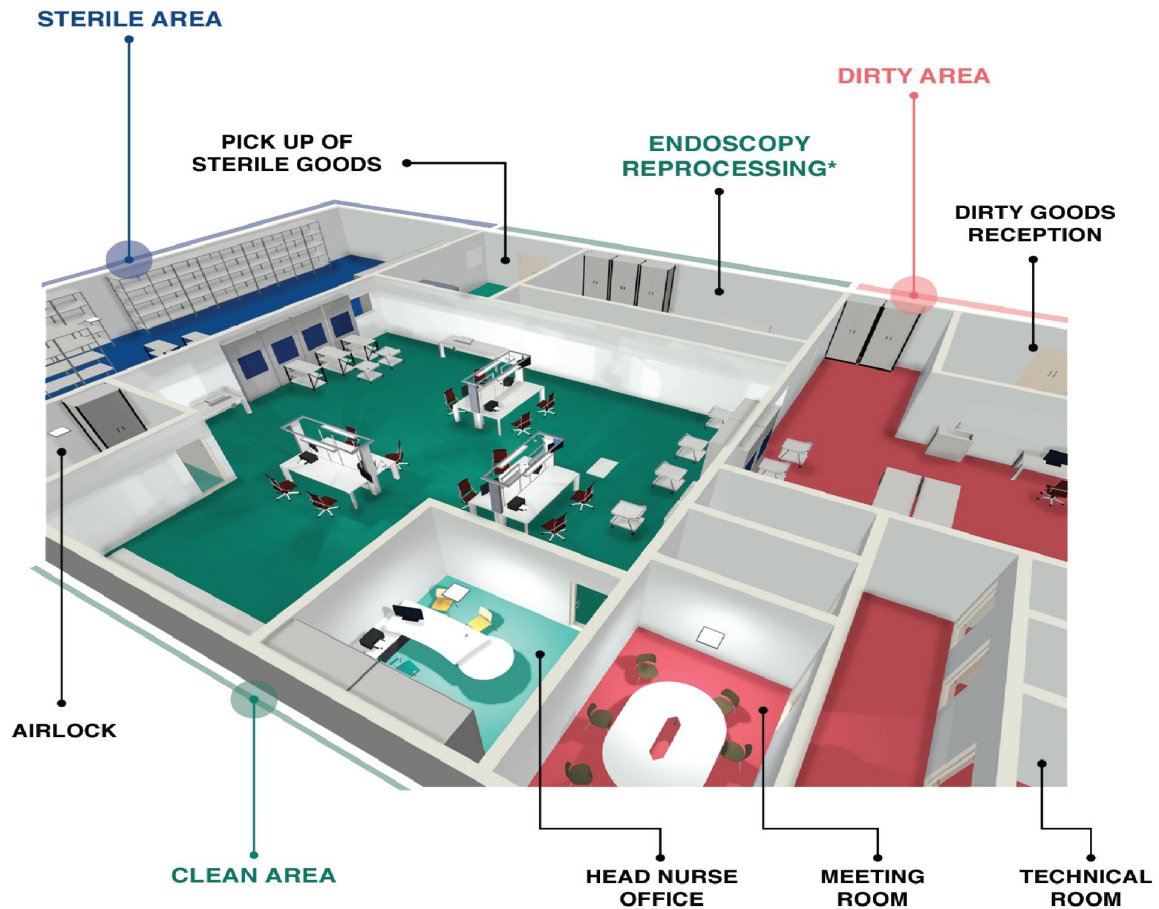 STERILE AREA
DIRTY AREA
PICK UP OF
STERILE GOODS
ENDOSCOPY
REPROCESSING*
DIRTY GOODS
RECEPTION
AIRLOCK
CLEAN AREA
HEAD NURSE
OFFICE
MEETING
ROOM
TECHNICAL
ROOM